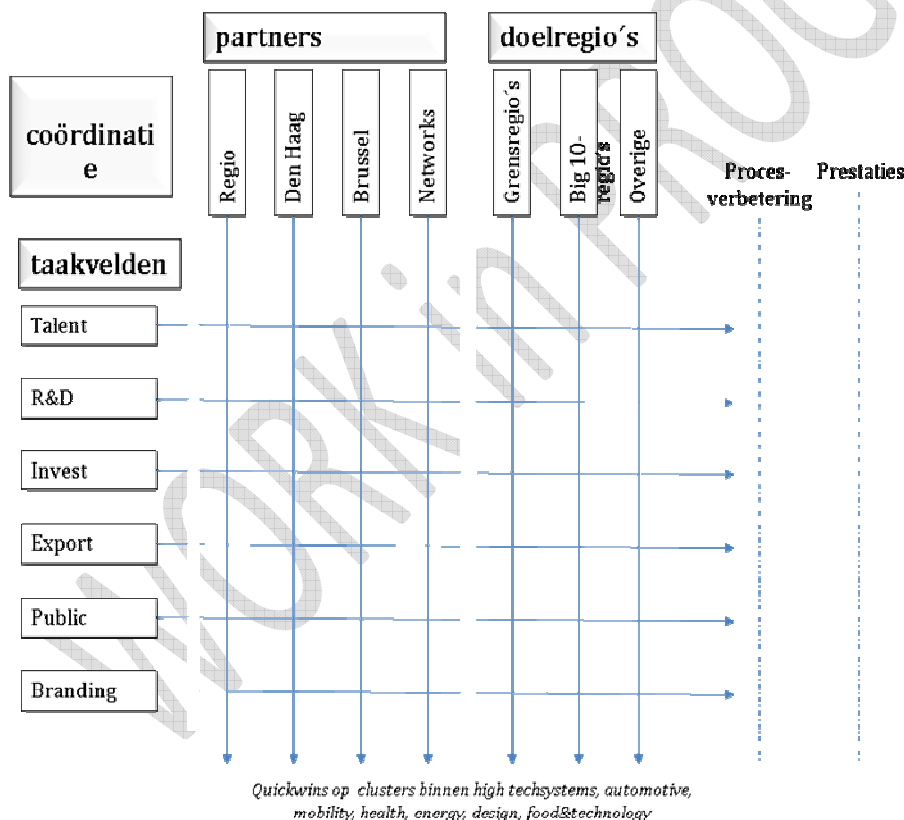 partners
doelregio´s
coördinati
e
Regio
Den Haag
Brussel
Networks
Grensregio´s
Big 10-
regio's
Overige
Proces-
verbetering
Prestaties
taakvelden
Talent
R&D
Invest
Export
Public
Branding
WORK in PROC
Quickwins op clusters binnen high techsystems, automotive,
mobility, health, energy, design, food&technology